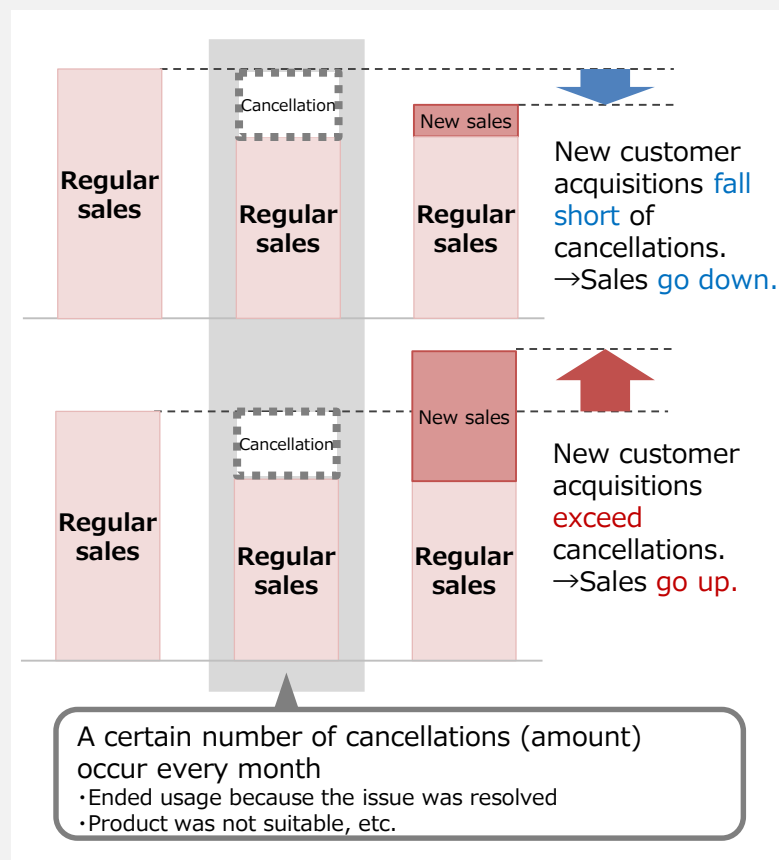 Regular
sales
Cancellation
Regular
sales
New sales
Regular
sales
New customer
acquisitions fall
short of
cancellations.
→Sales go down.
Regular
sales
Cancellation
Regular
sales
New sales
Regular
sales
New customer
acquisitions
exceed
cancellations.
→Sales go up.
A certain number of cancellations (amount)
occur every month
・Ended usage because the issue was resolved
・Product was not suitable, etc.